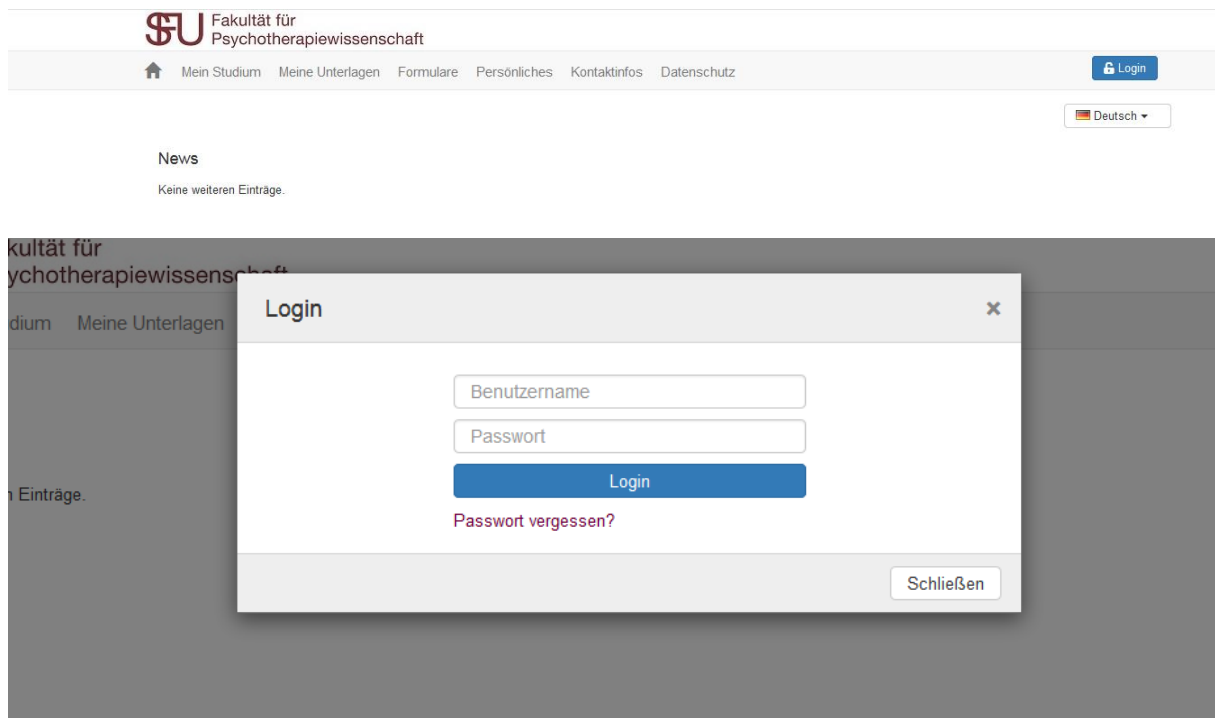 SFU Fakultät für
Psychotherapiewissenschaft
Mein Studium Meine Unterlagen Formulare Persönliches Kontaktinfos Datenschutz Login
Deutsch
News
Keine weiteren Einträge.
kultät für
ychotherapiewissenschaft
dium Meine Unterlagen
Login ×
Benutzername
Passwort
Login
n Einträge.
Passwort vergessen?
Schließen